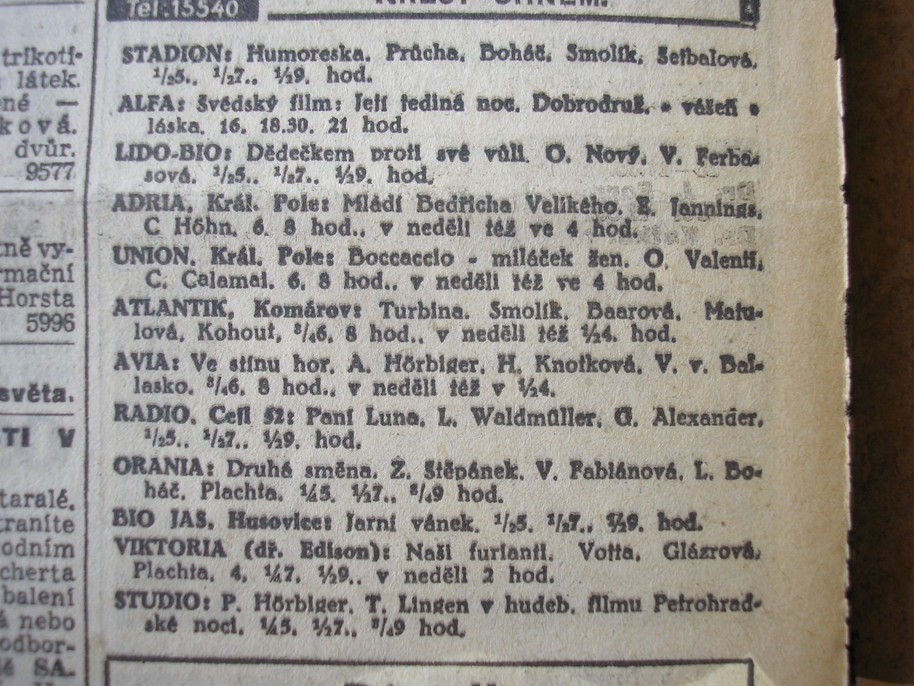 Tel.15540
trikotř-
látek.
né —
ková.
dvůr.
9577
tně vy-
rmační
Horsta
5996
světa.
STI V
taralé,
traníte
odním
cherta
balení
á nebo
odbor-
lé SA.
STADION: Humoreska. Průcha, Boháč, Smolík, Seibalová.
½5., ½7., ½9. hod.
ALFA: Švédský film: Její jediná noc. Dobrodruž. • vášeň •
láska. 16, 18.30, 21 hod.
LIDO-BIO: Dědečkem proti své vůli. O. Nový, V. Ferba-
sová. ½5., ½7., ½9. hod.
ADRIA, Král. Pole: Mládí Bedřicha Velikého. E. Jannings,
C Höhn. 6, 8 hod., v neděli též ve 4 hod.
UNION, Král. Pole: Boccaccio - miláček žen. O. Valenti,
C. Calamai. 6, 8 hod., v neděli též ve 4 hod.
ATLANTIK, Komárov: Turbina. Smolík, Baarová, Matu-
lová, Kohout, ¾6, 8 hod., v neděli též ½4. hod.
AVIA: Ve stínu hor. A. Hörbiger, H. Knotková, V. v. Bal-
lasko. ¾6, 8 hod., v neděli též v ½4.
RADIO, Cejl 52: Paní Luna. L. Waldmüller, G. Alexander.
½5., ½7., ½9. hod.
ORANIA: Druhá směna. Z. Štěpánek, V. Fabiánová, L. Bo-
háč, Plachta. ¼5, ½7., ¾9 hod.
BIO JAS, Husovice: Jarní vánek. ½5, ½7., ½9. hod.
VIKTORIA (dř. Edison): Naši furianti. Votta, Glázrová,
Plachta. 4, ¼7, ½9., v neděli 2 hod.
STUDIO: P. Hörbiger, T. Lingen v hudeb. filmu Petrohrad-
ské noci. ¼5, ½7., ¾9 hod.